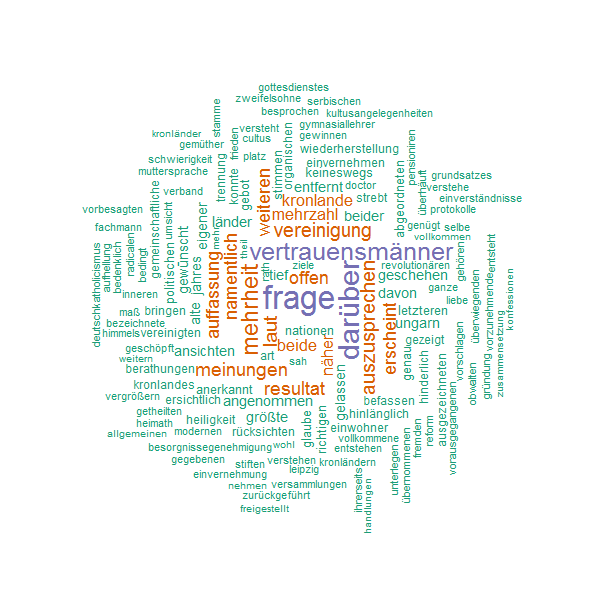 gottesdienstes
zweifelsohne
serbischen
besprochen
kultusangelegenheiten
stamme
kronländer
versteht
gymnasiallehrer
gemüther
frieden
cultus
gewinnen
pensioniren
organischen
wiederherstellung
schwierigkeit
trennung
platz
einvernehmen
muttersprache
konnte
stimmen
keineswegs
überhäuft
grundsatzes
verband
gebot
entfernt
doctor
verstehe
gemeinschaftliche
weiteren
kronlande
strebt
abgeordneten
einverständnisse
vorbesagten
umsicht
eigener
länder
mehrzahl
beider
protokolle
fachmann
namentlich
mehr
vereinigung
genügt
selbe
radicalen
politischen
gewünscht
theil
vollkommen
deutschkatholicismus
aufhellung
bedenklich
bedingt
auffassung
mehrheit
vertrauensmänner
gehören
entsteht
jahres
rath
ziele
darüber
revolutionären
inneren
alte
tief
offen
auszusprechen
geschehen
ganze
überwiegenden
vorzunehmende
konfessionen
frage
davon
liebe
maß
bringen
laut
erscheint
letzteren
bezeichnete
nationen
ungarn
himmels
vereinigten
gründung
zusammensetzung
geschöpft
ansichten
art
beide
näher
genau
gezeigt
vorschlagen
weitern
sah
berathungen
meinungen
hinderlich
obwalten
kronlandes
anerkannt
resultat
gelassen
ausgezeichneten
vorausgegangenen
vergrößern
ersichtlich
angenommen
befassen
getheilten
größte
hinlänglich
reform
heimath
heiligkeit
glaube
richtigen
einwohner
fremden
allgemeinen
modernen
rücksichten
vollkommene
übernommenen
besorgnissegenehmigung
wohl
entstehen
unterlegen
gegebenen
stiften
verstehen
kronländern
einvernehmung
leipzig
ihrerseits
nehmen
versammlungen
zurückgeführt
handlungen
freigestellt